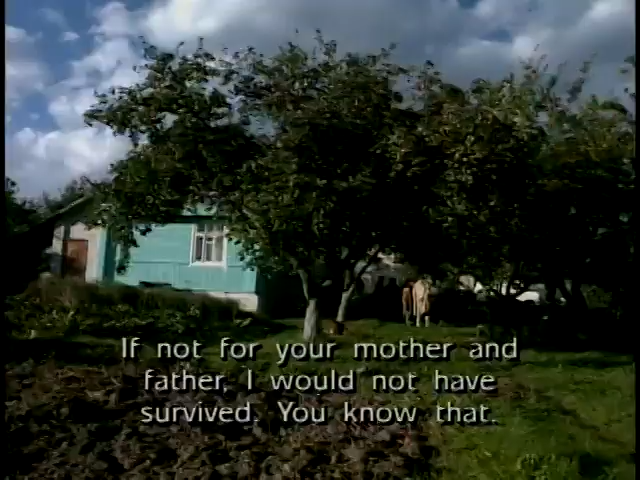 If not for your mother and
father, I would not have
survived. You know that.